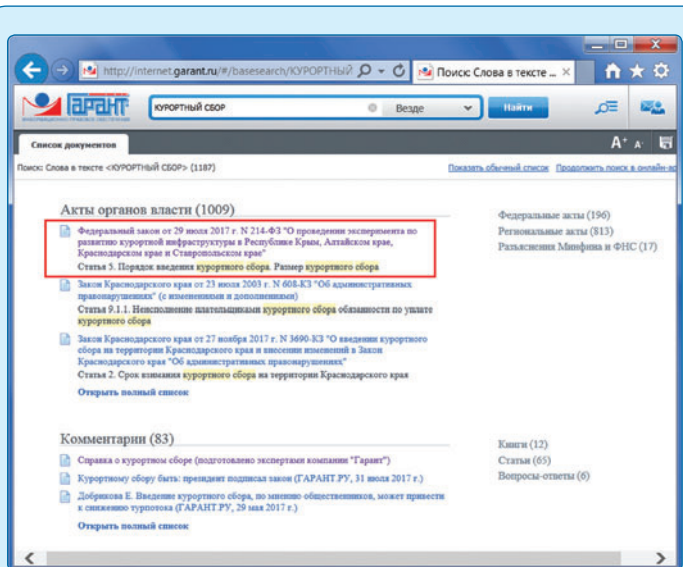 http://internet.garant.ru/#/basesearch/КУРОРТНЫЙ
Поиск: Слова в тексте ...
ГАРАНТ
КУРОРТНЫЙ СБОР
Везде
Найти
Список документов
А+ А-
Поиск: Слова в тексте <КУРОРТНЫЙ СБОР> (1187)
Показать обычный список Продолжить поиск в онлайн-ар
Акты органов власти (1009)
Федеральный закон от 29 июля 2017 г. N 214-ФЗ "О проведении эксперимента по
развитию курортной инфраструктуры в Республике Крым, Алтайском крае,
Краснодарском крае и Ставропольском крае"
Статья 5. Порядок введения курортного сбора. Размер курортного сбора
Закон Краснодарского края от 23 июля 2003 г. N 608-КЗ "Об административных
правонарушениях" (с изменениями и дополнениями)
Статья 9.1.1. Неисполнение плательщиками курортного сбора обязанности по уплате
курортного сбора
Закон Краснодарского края от 27 ноября 2017 г. N 3690-КЗ "О введении курортного
сбора на территории Краснодарского края и внесении изменений в Закон
Краснодарского края "Об административных правонарушениях"
Статья 2. Срок взимания курортного сбора на территории Краснодарского края
Открыть полный список
Федеральные акты (196)
Региональные акты (813)
Разъяснения Минфина и ФНС (17)
Комментарии (83)
Справка о курортном сборе (подготовлено экспертами компании "Гарант")
Курортному сбору быть: президент подписал закон (ГАРАНТ.РУ, 31 июля 2017 г.)
Добрикова Е. Введение курортного сбора, по мнению общественников, может привести
к снижению турпотока (ГАРАНТ.РУ, 29 мая 2017 г.)
Открыть полный список
Книги (12)
Статьи (65)
Вопросы-ответы (6)